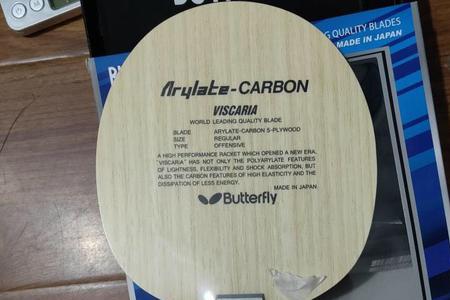 QUALITY BLADES
MADE IN JAPAN
Arylate-CARBON
VISCARIA
WORLD LEADING QUALITY BLADE
BLADE ARYLATE-CARBON 5-PLYWOOD
SIZE REGULAR
TYPE OFFENSIVE
A HIGH PERFORMANCE RACKET WHICH OPENED A NEW ERA.
"VISCARIA" HAS NOT ONLY THE POLYARYLATE FEATURES
OF LIGHTNESS, FLEXIBILITY AND SHOCK ABSORPTION, BUT
ALSO THE CARBON FEATURES OF HIGH ELASTICITY AND THE
DISSIPATION OF LESS ENERGY.
MADE IN JAPAN
Butterfly